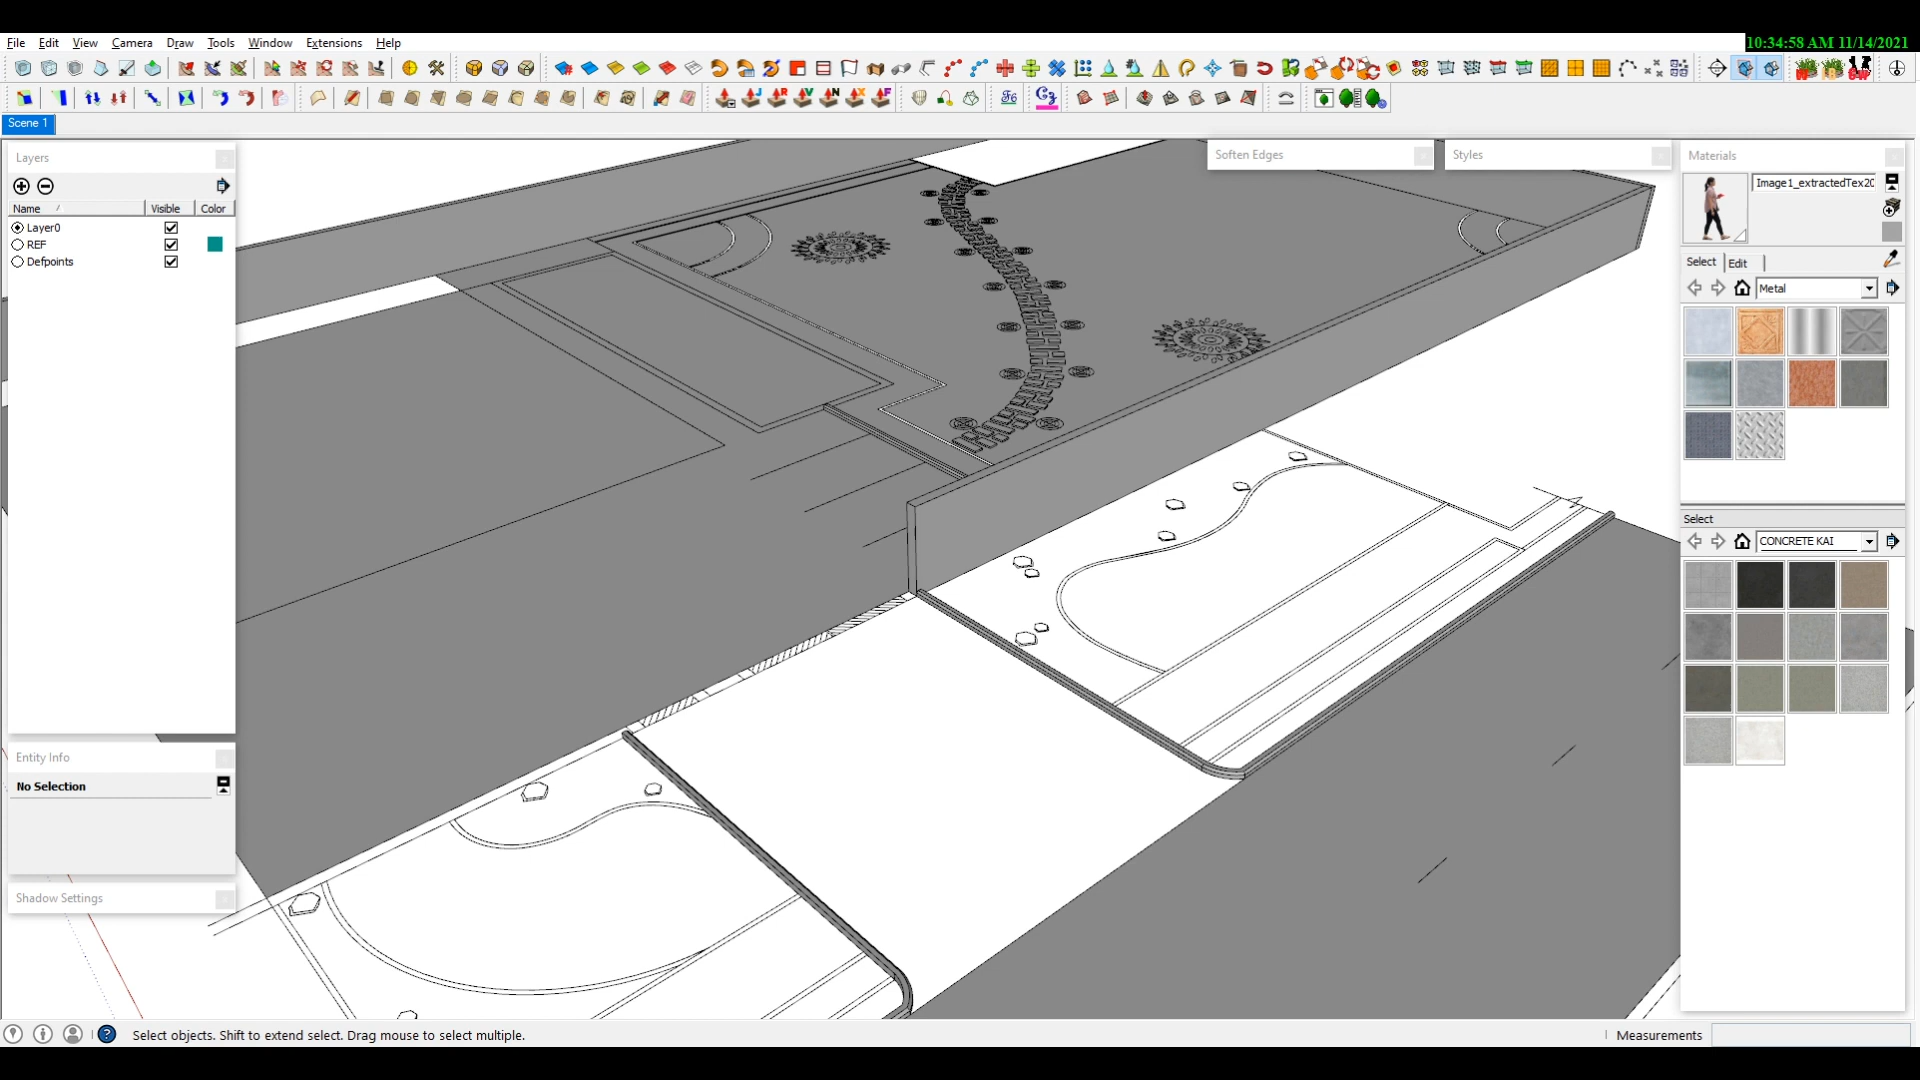 File Edit View Camera Draw Tools Window Extensions Help
10:34:58 AM 11/14/2021
Scene 1
Layers
Name Visible Color
Layer0
REF
Defpoints
Entity Info
No Selection
Shadow Settings
Soften Edges
Styles
Materials
Image1_extractedTex20
Select Edit
Metal
Select
CONCRETE KAI
Select objects. Shift to extend select. Drag mouse to select multiple.
Measurements